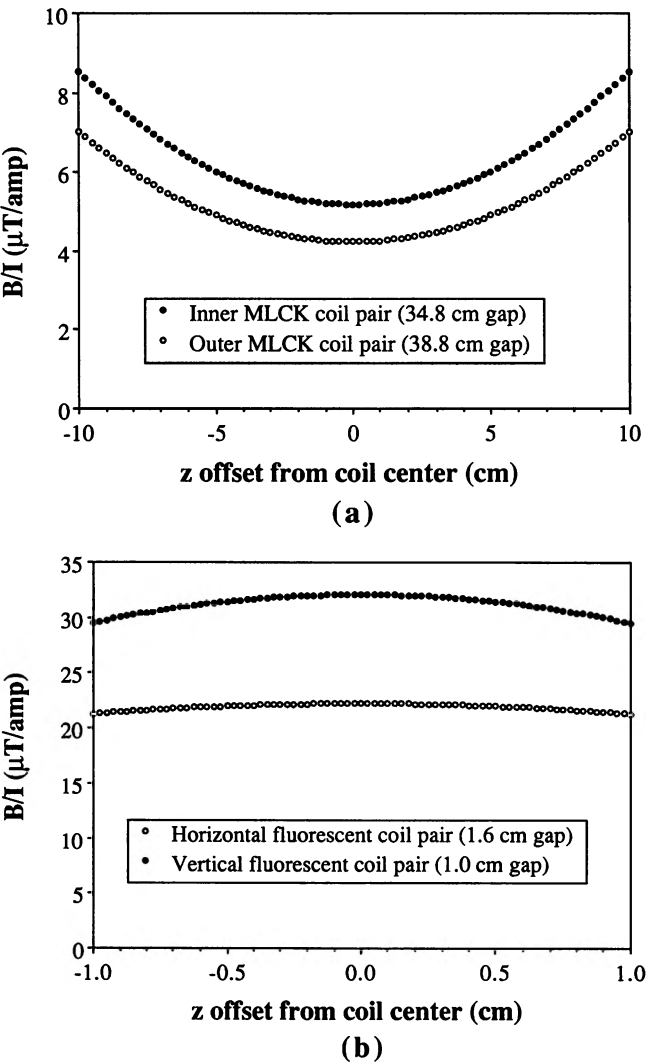 10
8
6
4
2
0
B/I (μT/amp)
Inner MLCK coil pair (34.8 cm gap)
Outer MLCK coil pair (38.8 cm gap)
-10 -5 0 5 10
z offset from coil center (cm)
(a)
35
30
25
20
15
10
5
0
B/I (μT/amp)
Horizontal fluorescent coil pair (1.6 cm gap)
Vertical fluorescent coil pair (1.0 cm gap)
-1.0 -0.5 0.0 0.5 1.0
z offset from coil center (cm)
(b)